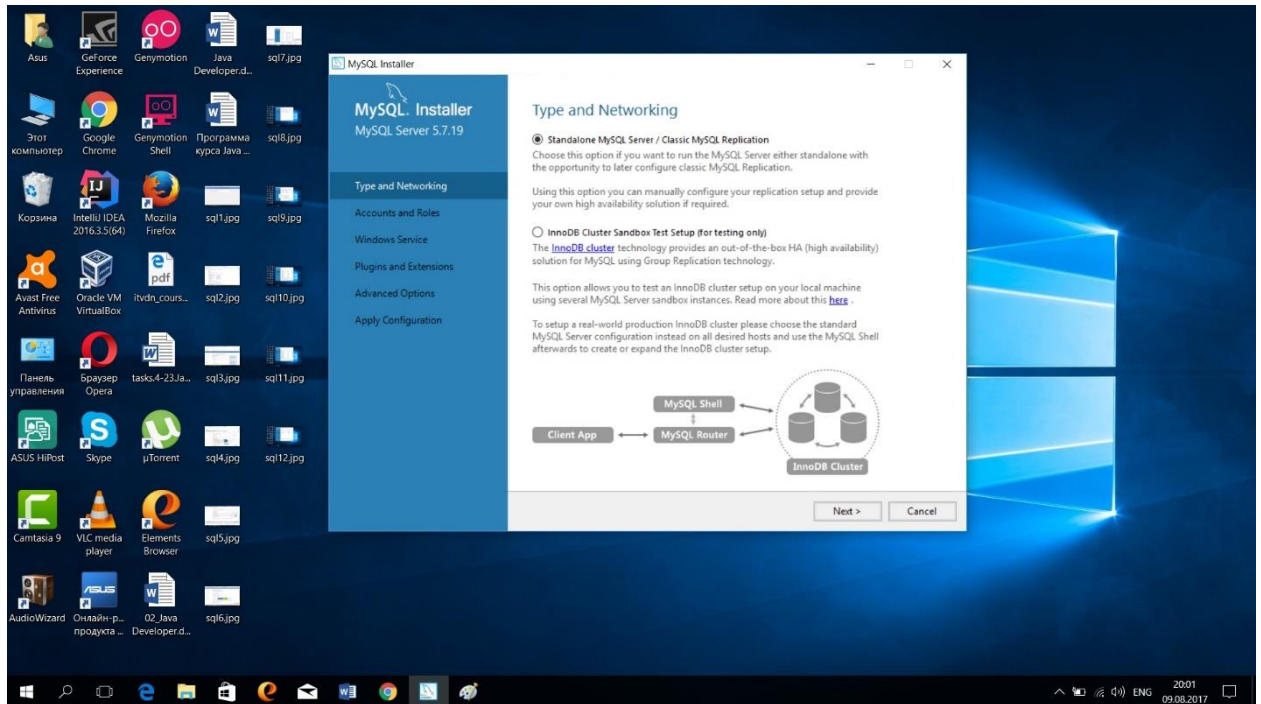 Asus
GeForce
Experience
Genymotion
Java
Developer.d...
sql7.jpg
Этот
компьютер
Google
Chrome
Genymotion
Shell
Программа
курса Java ...
sql8.jpg
Корзина
IntelliJ IDEA
2016.3.5(64)
Mozilla
Firefox
sql1.jpg
sql9.jpg
Avast Free
Antivirus
Oracle VM
VirtualBox
pdf
itvdn_cours...
sql2.jpg
sql10.jpg
Панель
управления
Браузер
Opera
tasks.4-23.Ja...
sql3.jpg
sql11.jpg
ASUS HiPost
Skype
µTorrent
sql4.jpg
sql12.jpg
Camtasia 9
VLC media
player
Elements
Browser
sql5.jpg
AudioWizard
Онлайн-р...
продукта ...
02_Java
Developer.d...
sql6.jpg
MySQL Installer
MySQL. Installer
MySQL Server 5.7.19
Type and Networking
Accounts and Roles
Windows Service
Plugins and Extensions
Advanced Options
Apply Configuration
Type and Networking
Standalone MySQL Server / Classic MySQL Replication
Choose this option if you want to run the MySQL Server either standalone with
the opportunity to later configure classic MySQL Replication.
Using this option you can manually configure your replication setup and provide
your own high availability solution if required.
InnoDB Cluster Sandbox Test Setup (for testing only)
The InnoDB cluster technology provides an out-of-the-box HA (high availability)
solution for MySQL using Group Replication technology.
This option allows you to test an InnoDB cluster setup on your local machine
using several MySQL Server sandbox instances. Read more about this here .
To setup a real-world production InnoDB cluster please choose the standard
MySQL Server configuration instead on all desired hosts and use the MySQL Shell
afterwards to create or expand the InnoDB cluster setup.
MySQL Shell
Client App
MySQL Router
InnoDB Cluster
Next >
Cancel
ENG
20:01
09.08.2017